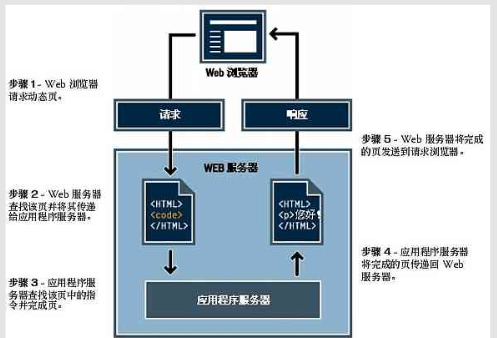 Web 浏览器
步骤 1 - Web 浏览器
请求动态页。
请求
响应
步骤 5 - Web 服务器将完成
的页发送到请求浏览器。
WEB 服务器
步骤 2 - Web 服务器
查找该页并将其传递
给应用程序服务器。
<HTML>
<code>
</HTML>
<HTML>
<p>您好!
</HTML>
步骤 4 - 应用程序服务器
将完成的页传递回 Web
服务器。
步骤 3 - 应用程序服
务器查找该页中的指
令并完成页。
应用程序服务器